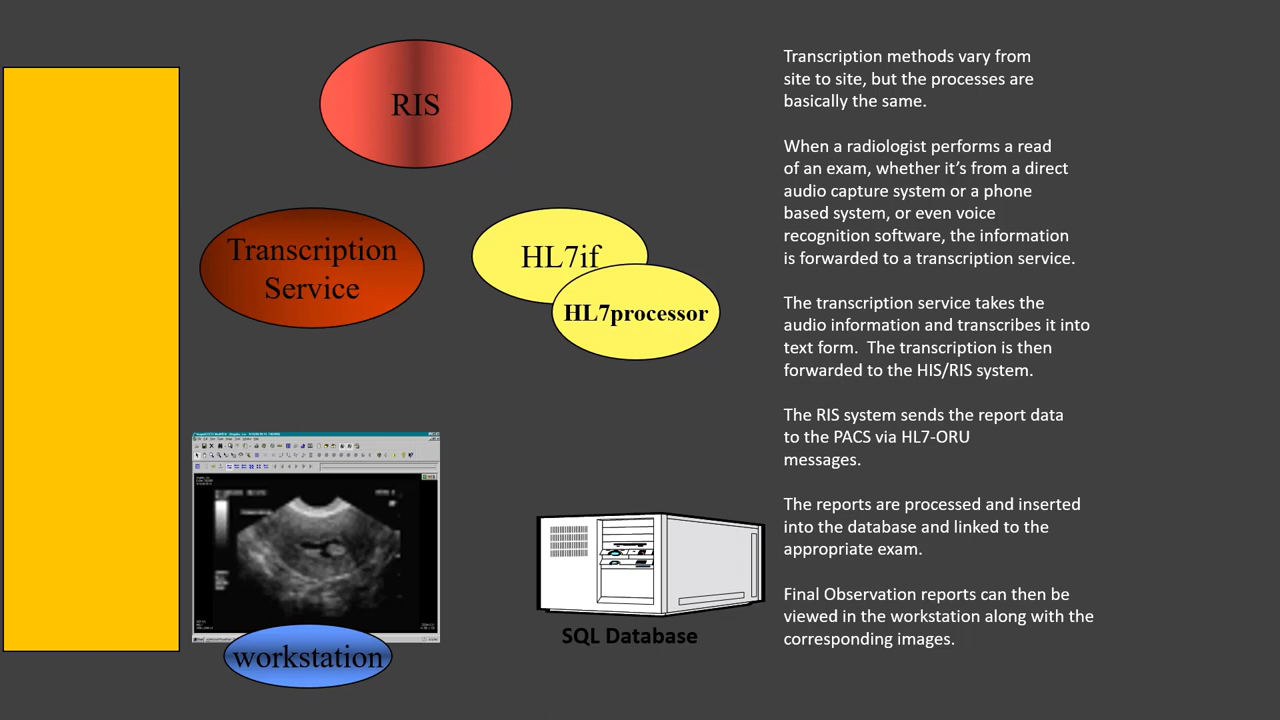 RIS
Transcription
Service
HL7if
HL7processor
workstation
SQL Database
Transcription methods vary from
site to site, but the processes are
basically the same.
When a radiologist performs a read
of an exam, whether it’s from a direct
audio capture system or a phone
based system, or even voice
recognition software, the information
is forwarded to a transcription service.
The transcription service takes the
audio information and transcribes it into
text form.  The transcription is then
forwarded to the HIS/RIS system.
The RIS system sends the report data
to the PACS via HL7-ORU
messages.
The reports are processed and inserted
into the database and linked to the
appropriate exam.
Final Observation reports can then be
viewed in the workstation along with the
corresponding images.